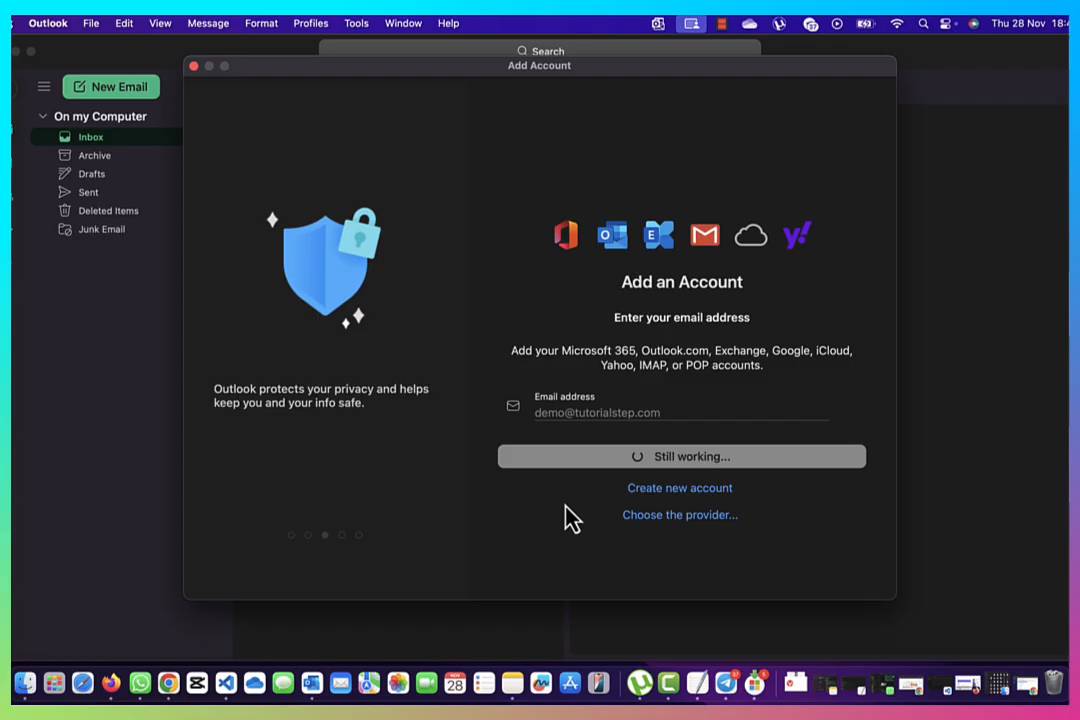 Outlook File Edit View Message Format Profiles Tools Window Help
Thu 28 Nov
Search
Add Account
New Email
On my Computer
Inbox
Archive
Drafts
Sent
Deleted Items
Junk Email
Outlook protects your privacy and helps
keep you and your info safe.
Add an Account
Enter your email address
Add your Microsoft 365, Outlook.com, Exchange, Google, iCloud,
Yahoo, IMAP, or POP accounts.
Email address
demo@tutorialstep.com
Still working...
Create new account
Choose the provider...
NOV
28